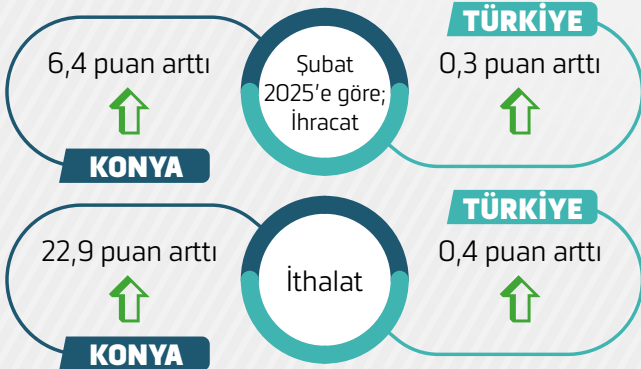 TÜRKİYE
6,4 puan arttı
Şubat
2025'e göre;
İhracat
0,3 puan arttı
KONYA
TÜRKİYE
22,9 puan arttı
İthalat
0,4 puan arttı
KONYA